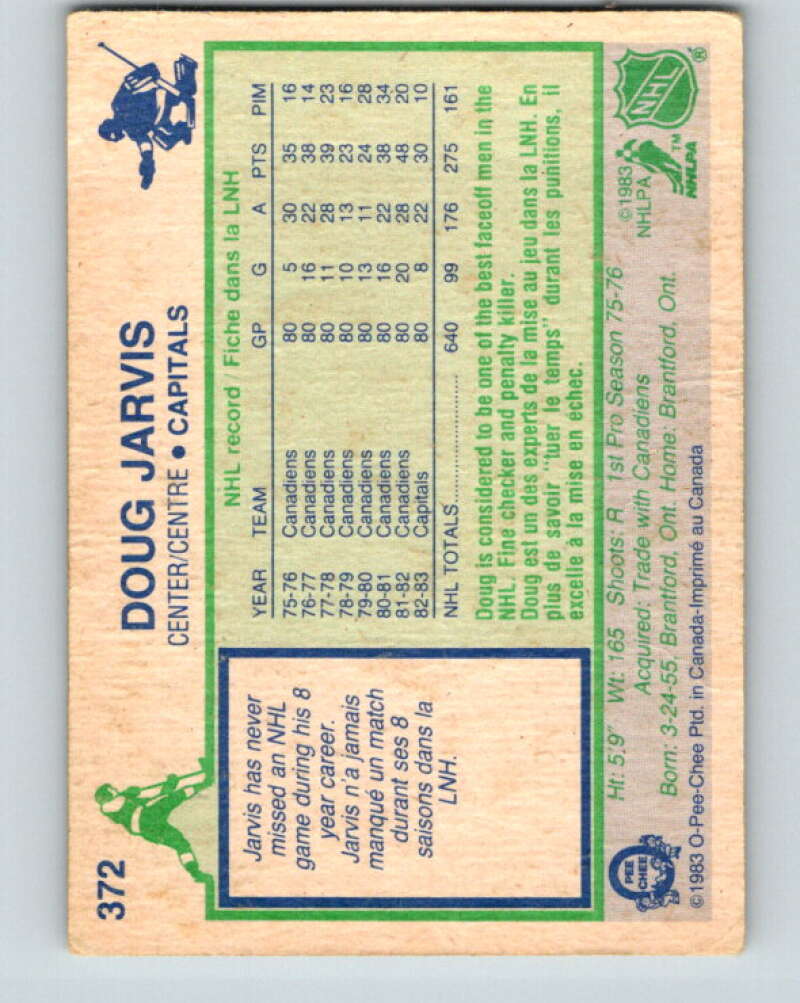 372
DOUG JARVIS
CENTER/CENTRE • CAPITALS
Jarvis has never
missed an NHL
game during his 8
year career.
Jarvis n'a jamais
manqué un match
durant ses 8
saisons dans la
LNH.
NHL record / Fiche dans la LNH
YEAR TEAM GP G A PTS PIM
75-76 Canadiens 80 5 30 35 16
76-77 Canadiens 80 16 22 38 14
77-78 Canadiens 80 11 28 39 23
78-79 Canadiens 80 10 13 23 16
79-80 Canadiens 80 13 11 24 28
80-81 Canadiens 80 16 22 38 34
81-82 Canadiens 80 20 28 48 20
82-83 Capitals 80 8 22 30 10
NHL TOTALS 640 99 176 275 161
Doug is considered to be one of the best faceoff men in the
NHL. Fine checker and penalty killer.
Doug est un des experts de la mise au jeu dans la LNH. En
plus de savoir "tuer le temps" durant les punitions, il
excelle à la mise en échec.
Ht: 5'9" Wt: 165 Shoots: R 1st Pro Season 75-76
Acquired: Trade with Canadiens
Born: 3-24-55, Brantford, Ont. Home: Brantford, Ont.
©1983
NHLPA
NHL ®
NHLPA ™
O PEE CHEE
©1983 O-Pee-Chee Ptd. in Canada-Imprimé au Canada